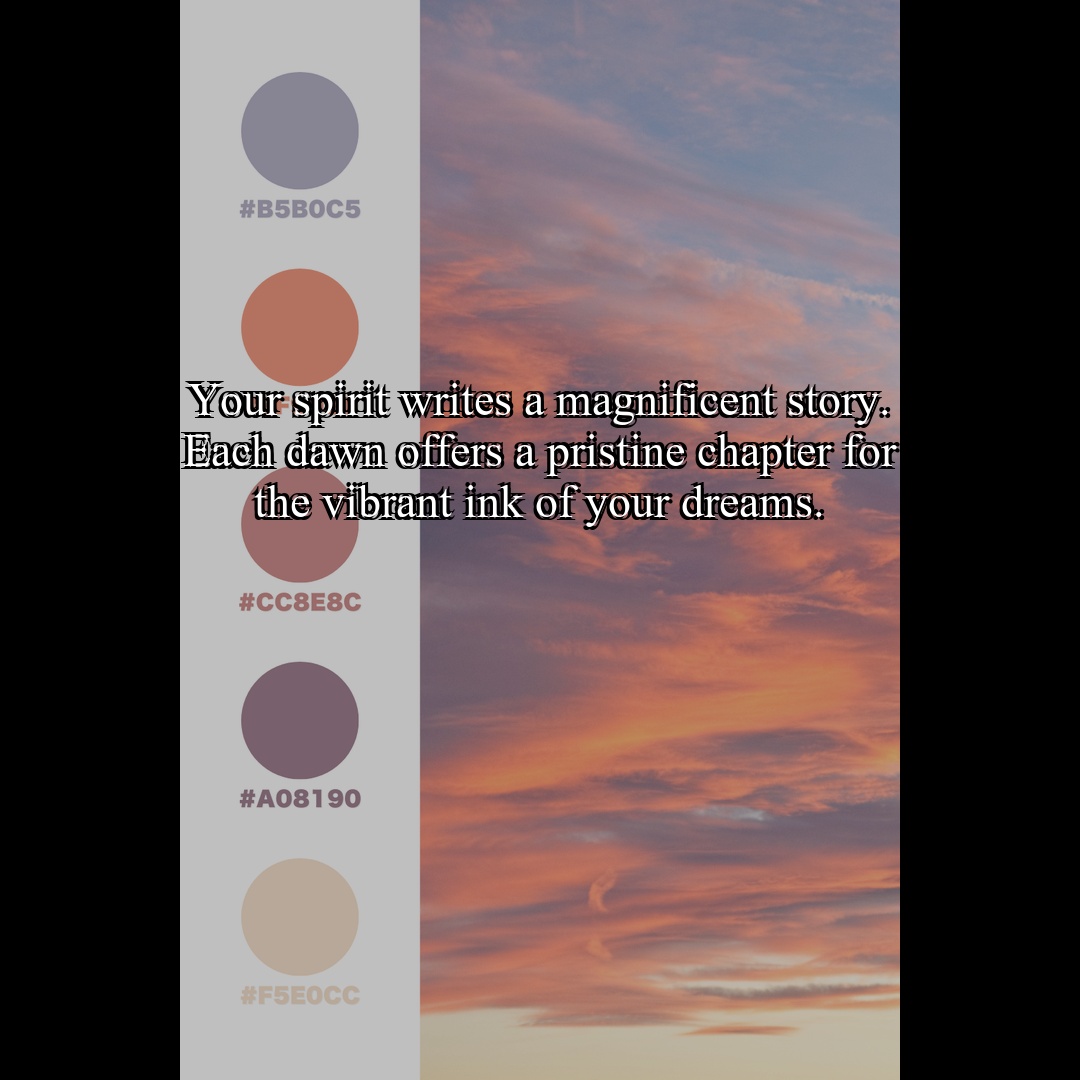 #B5B0C5
Your spirit writes a magnificent story.
Each dawn offers a pristine chapter for
the vibrant ink of your dreams.
#CC8E8C
#A08190
#F5E0CC